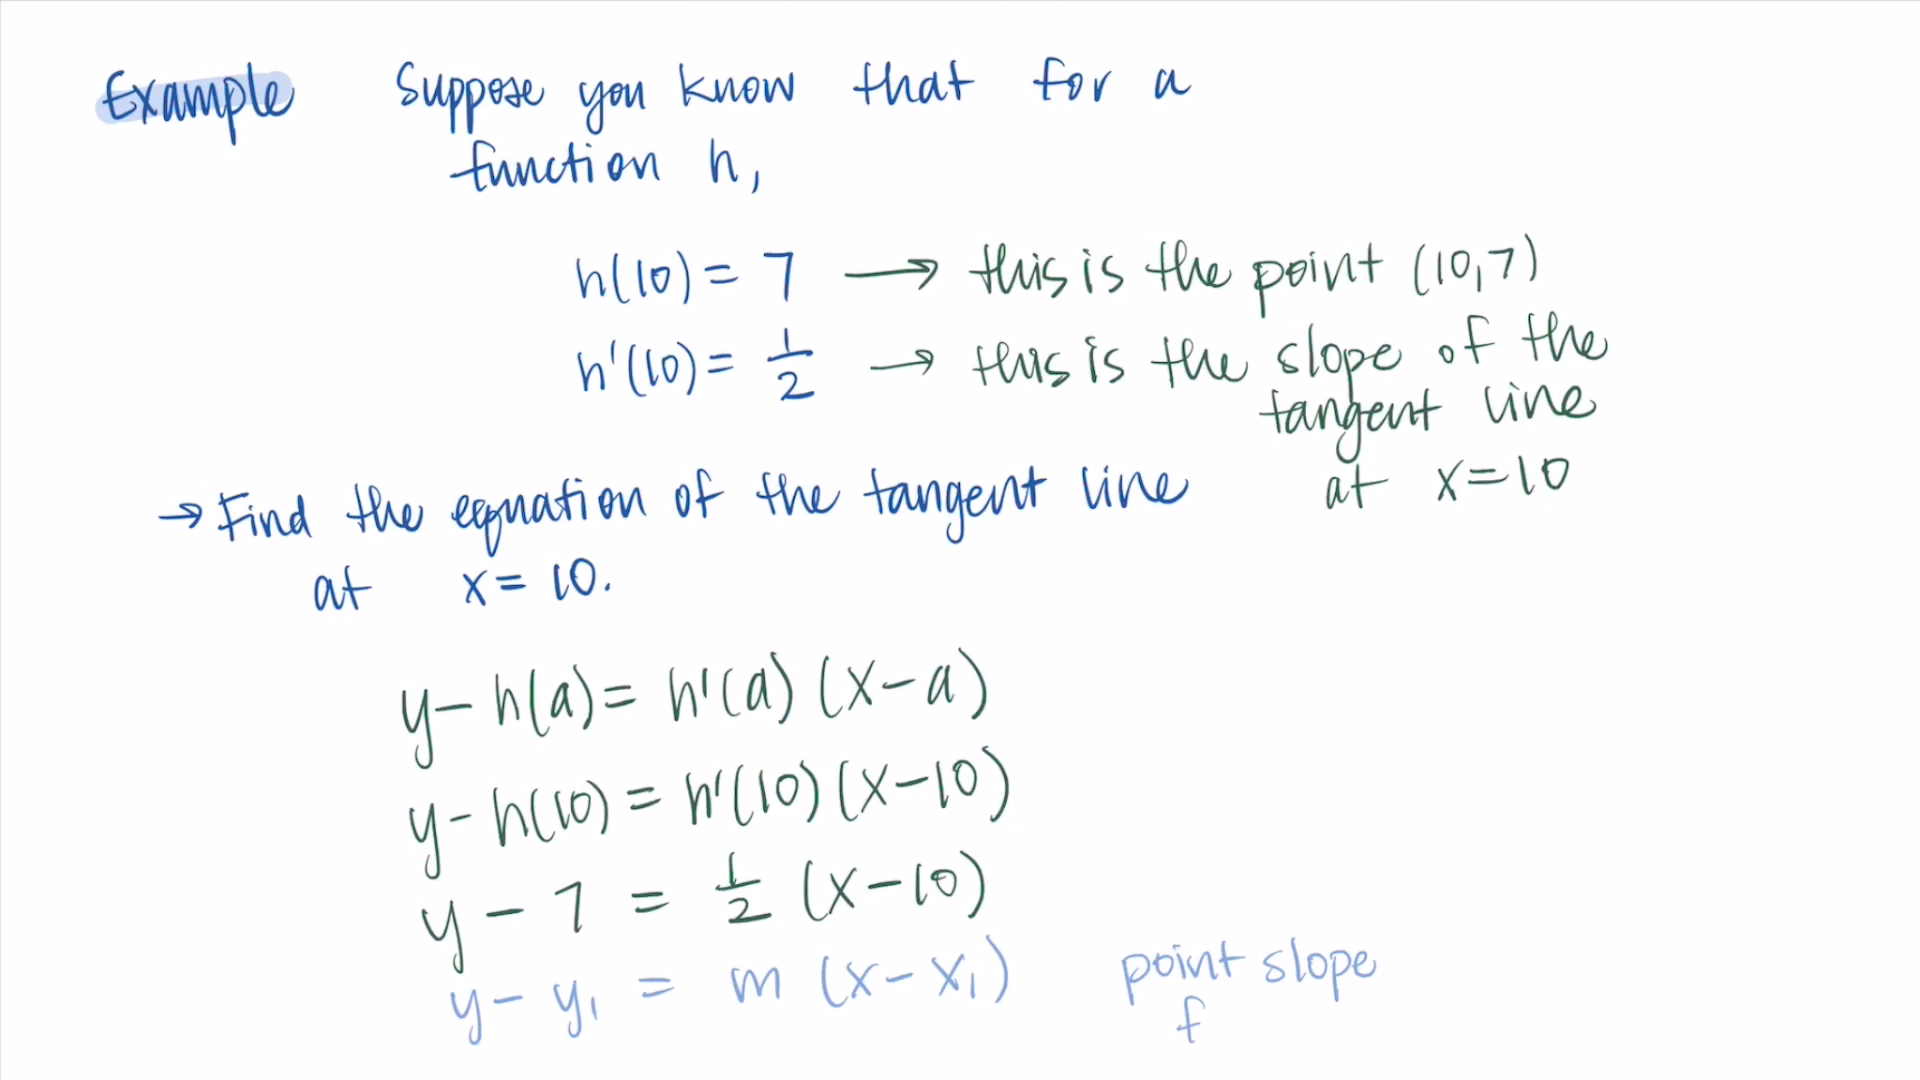 Example Suppose you know that for a
function h,
h(10) = 7 → this is the point (10,7)
h'(10) = 1/2 → this is the slope of the
tangent line
at x=10
→ Find the equation of the tangent line
at x = 10.
y - h(a) = h'(a) (x-a)
y - h(10) = h'(10) (x-10)
y - 7 = 1/2 (x-10)
y - y₁ = m (x - x₁) point slope
f